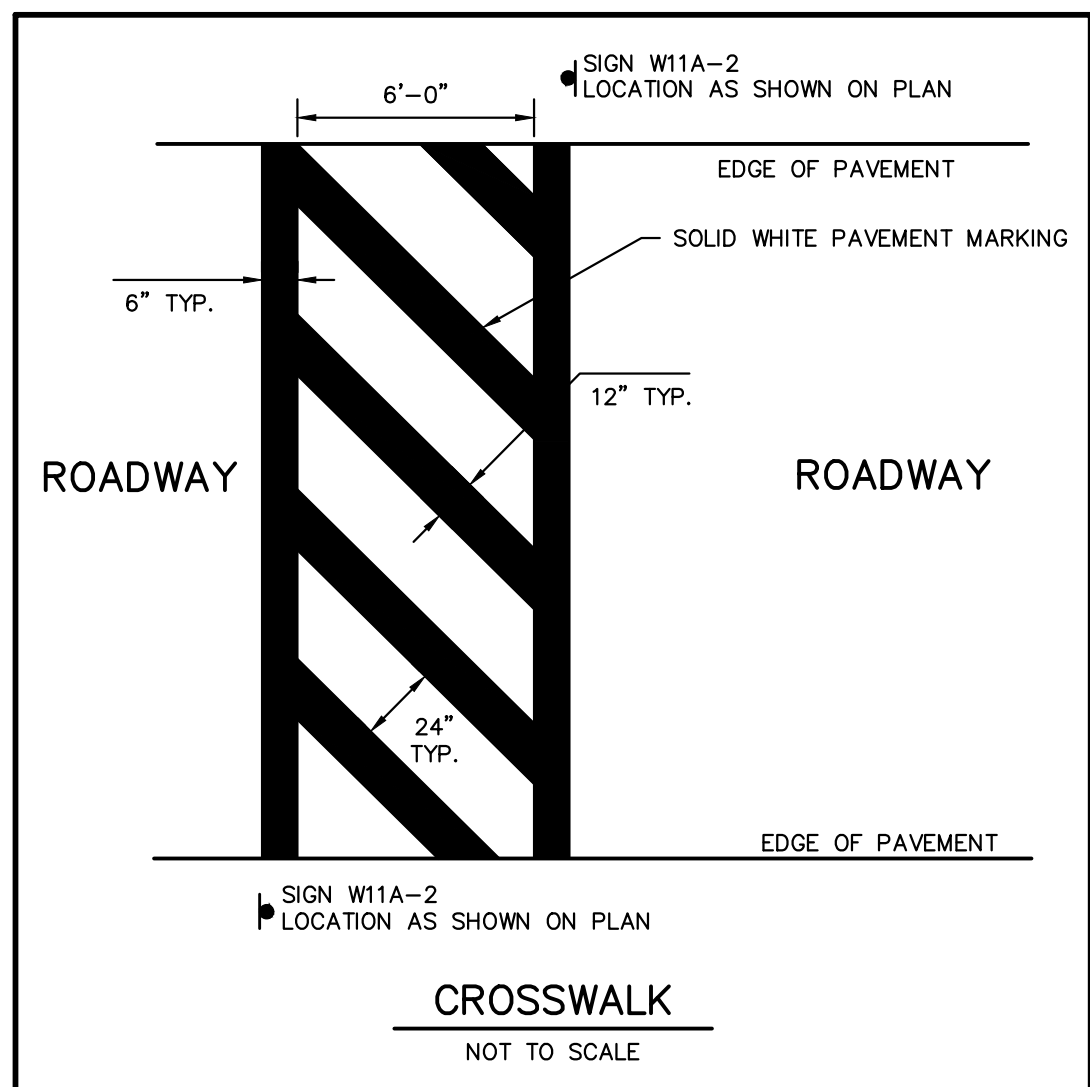 SIGN W11A-2
LOCATION AS SHOWN ON PLAN
6'-0"
EDGE OF PAVEMENT
SOLID WHITE PAVEMENT MARKING
6" TYP.
12" TYP.
ROADWAY
ROADWAY
24"
TYP.
EDGE OF PAVEMENT
SIGN W11A-2
LOCATION AS SHOWN ON PLAN
CROSSWALK
NOT TO SCALE